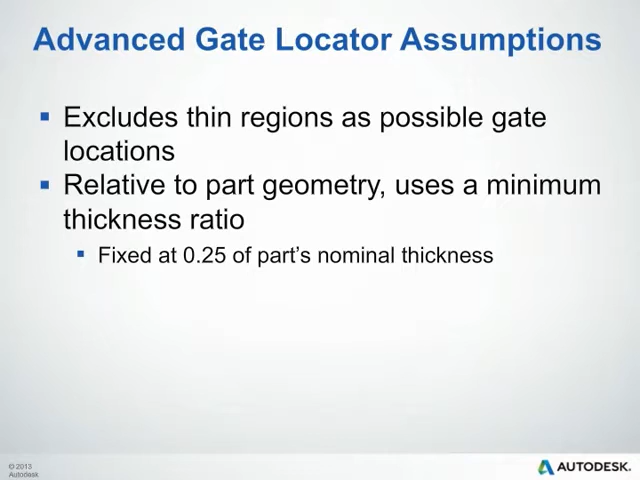 Advanced Gate Locator Assumptions
Excludes thin regions as possible gate
locations
Relative to part geometry, uses a minimum
thickness ratio
Fixed at 0.25 of part's nominal thickness
© 2013
Autodesk
AUTODESK.